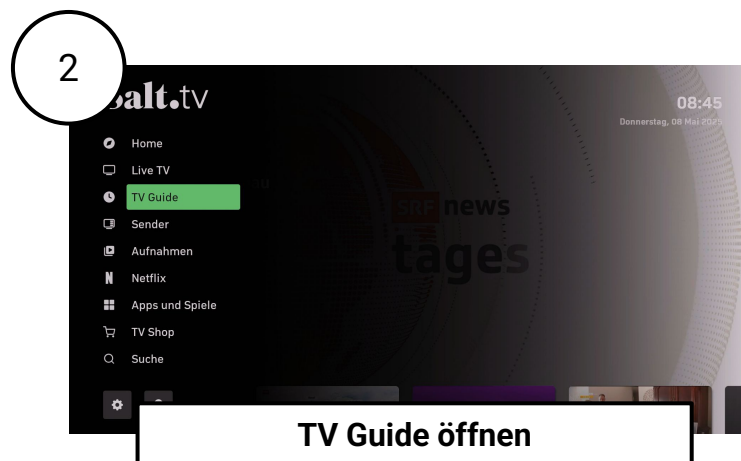 2
Salt.tv
08:45
Donnerstag, 08 Mai 2025
Home
Live TV
TV Guide
SRF news
Sender
tages
Aufnahmen
Netflix
Apps und Spiele
TV Shop
Suche
TV Guide öffnen